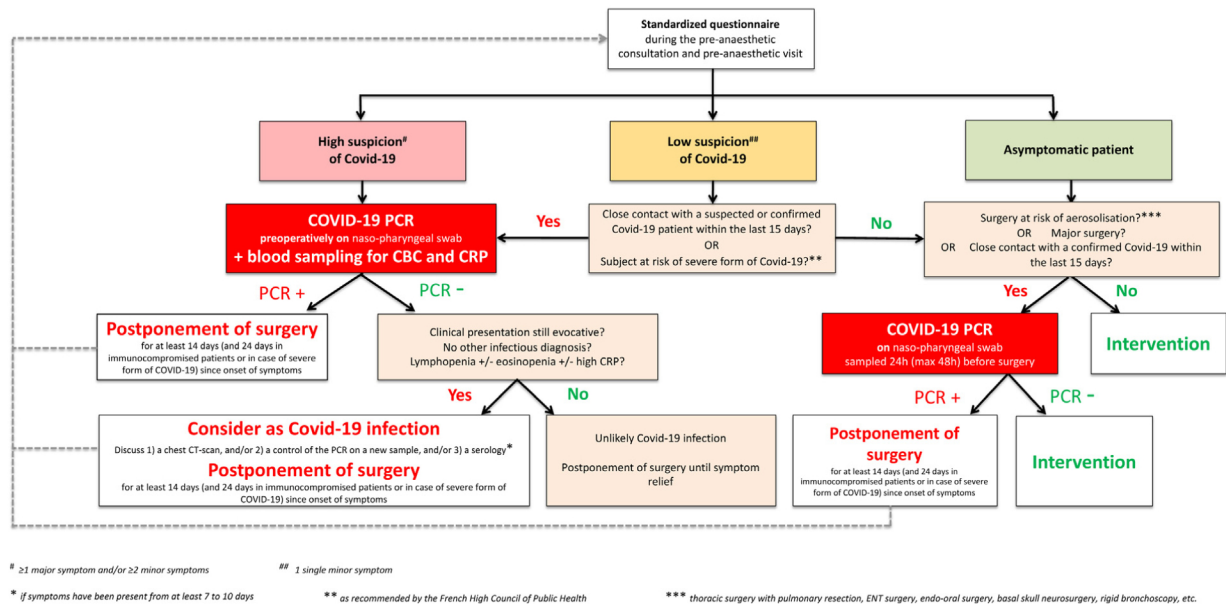 Standardized questionnaire
during the pre-anaesthetic
consultation and pre-anaesthetic visit
High suspicion#
of Covid-19
Low suspicion##
of Covid-19
Asymptomatic patient
COVID-19 PCR
preoperatively on naso-pharyngeal swab
+ blood sampling for CBC and CRP
Yes
Close contact with a suspected or confirmed
Covid-19 patient within the last 15 days?
OR
Subject at risk of severe form of Covid-19?**
No
Surgery at risk of aerosolisation?***
OR Major surgery?
OR Close contact with a confirmed Covid-19 within
the last 15 days?
PCR +
PCR −
Yes
No
Postponement of surgery
for at least 14 days (and 24 days in
immunocompromised patients or in case of severe
form of COVID-19) since onset of symptoms
Clinical presentation still evocative?
No other infectious diagnosis?
Lymphopenia +/- eosinopenia +/- high CRP?
COVID-19 PCR
on naso-pharyngeal swab
sampled 24h (max 48h) before surgery
Intervention
Yes
No
PCR +
PCR −
Consider as Covid-19 infection
Discuss 1) a chest CT-scan, and/or 2) a control of the PCR on a new sample, and/or 3) a serology*
Postponement of surgery
for at least 14 days (and 24 days in immunocompromised patients or in case of severe form of
COVID-19) since onset of symptoms
Unlikely Covid-19 infection
Postponement of surgery until symptom
relief
Postponement of
surgery
for at least 14 days (and 24 days in
immunocompromised patients or in case of severe
form of COVID-19) since onset of symptoms
Intervention
# ≥1 major symptom and/or ≥2 minor symptoms
## 1 single minor symptom
* if symptoms have been present from at least 7 to 10 days
** as recommended by the French High Council of Public Health
*** thoracic surgery with pulmonary resection, ENT surgery, endo-oral surgery, basal skull neurosurgery, rigid bronchoscopy, etc.